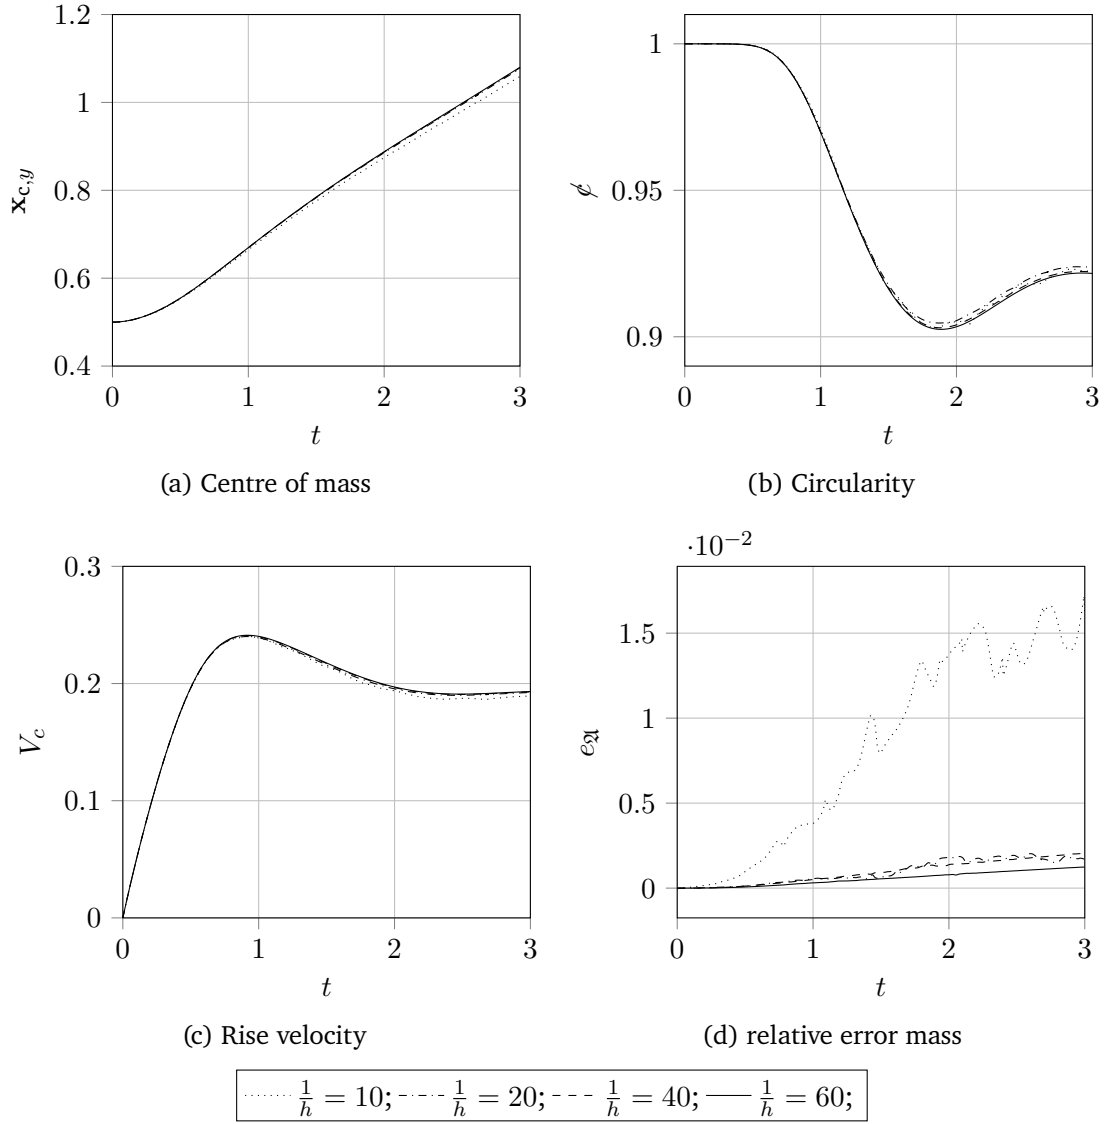 1.2
1
0.8
0.6
0.4
x_{c,y}
0 1 2 3
t
(a) Centre of mass
1
0.95
0.9
¢
0 1 2 3
t
(b) Circularity
0.3
0.2
0.1
0
V_c
0 1 2 3
t
(c) Rise velocity
·10^{−2}
1.5
1
0.5
0
e_𝔄
0 1 2 3
t
(d) relative error mass
1/h = 10; 1/h = 20; 1/h = 40; 1/h = 60;